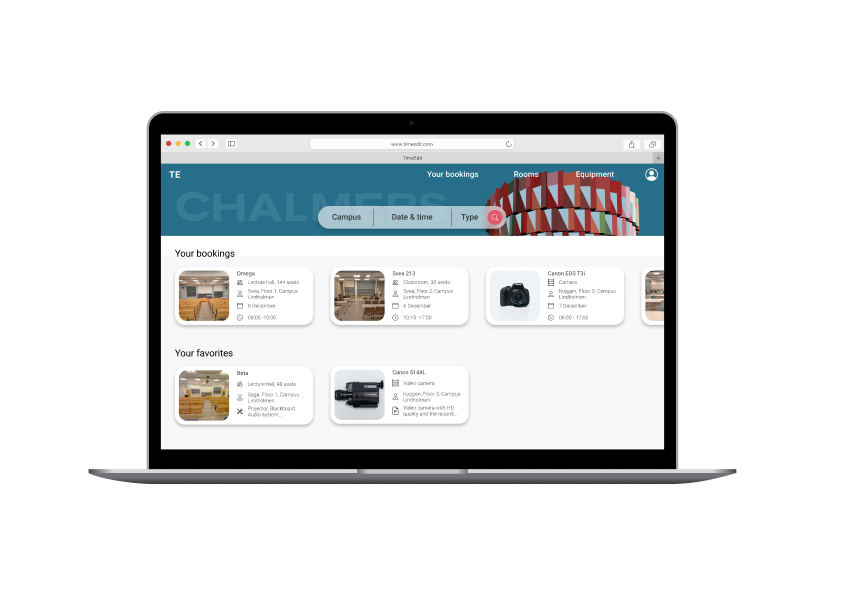 www.timeedit.com
TimeEdit
TE
Your bookings
Rooms
Equipment
CHALMERS
Campus
Date & time
Type
Your bookings
Omega
Lecture hall, 144 seats
Svea, Floor 1, Campus
Lindholmen
6 December
08:00 -10:00
Svea 213
Classroom, 30 seats
Svea, Floor 2, Campus
Lindholmen
6 December
10:15 -17:00
Canon EOS T3i
Camera
Kuggen, Floor 3, Campus
Lindholmen
7 December
08:00 - 17:00
Your favorites
Beta
Lecture hall, 98 seats
Saga, Floor 1, Campus
Lindholmen
Projector, Blackboard,
Audio system...
Canon 514XL
Video camera
Kuggen, Floor 3, Campus
Lindholmen
Video camera with HD
quality and the recordi...